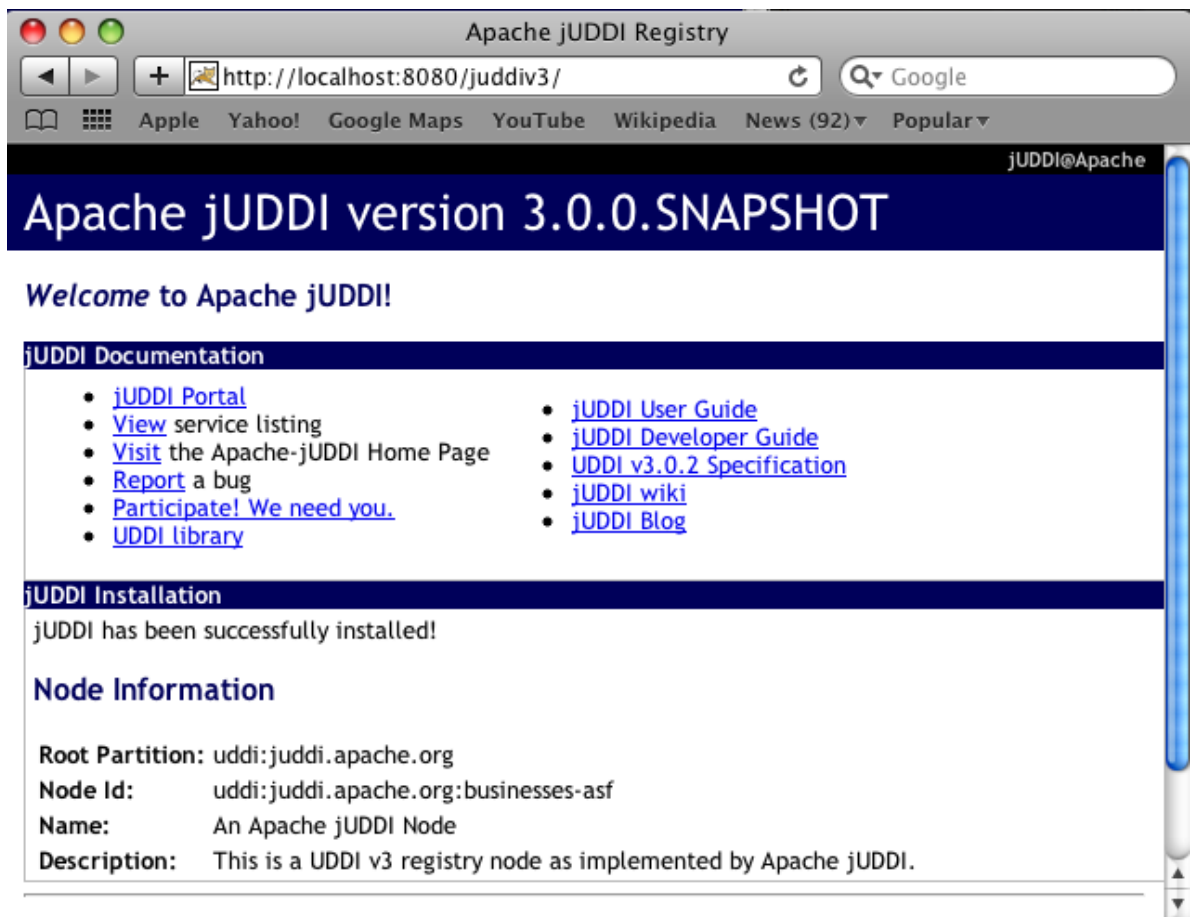 Apache jUDDI Registry
http://localhost:8080/juddiv3/
Google
Apple Yahoo! Google Maps YouTube Wikipedia News (92) Popular
jUDDI@Apache
Apache jUDDI version 3.0.0.SNAPSHOT
Welcome to Apache jUDDI!
jUDDI Documentation
jUDDI Portal
View service listing
Visit the Apache-jUDDI Home Page
Report a bug
Participate! We need you.
UDDI library
jUDDI User Guide
jUDDI Developer Guide
UDDI v3.0.2 Specification
jUDDI wiki
jUDDI Blog
jUDDI Installation
jUDDI has been successfully installed!
Node Information
Root Partition: uddi:juddi.apache.org
Node Id: uddi:juddi.apache.org:businesses-asf
Name: An Apache jUDDI Node
Description: This is a UDDI v3 registry node as implemented by Apache jUDDI.